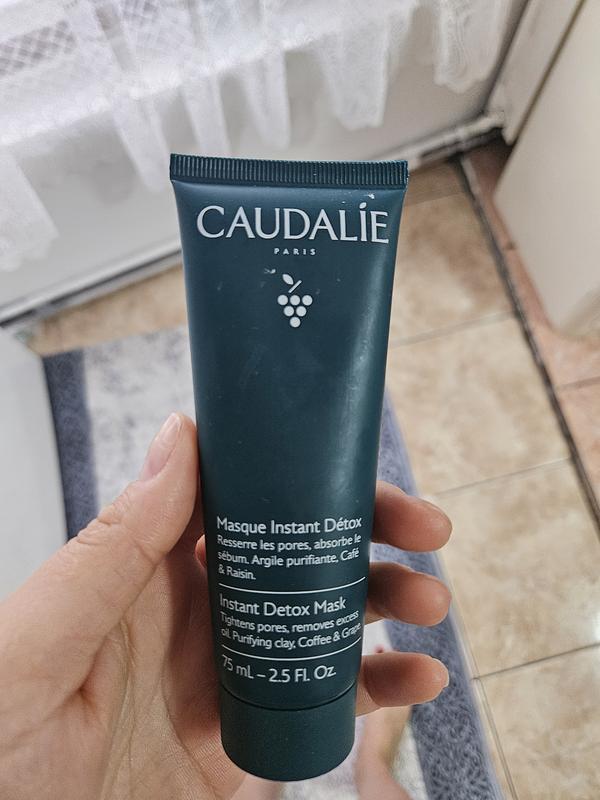 CAUDALÍE
PARIS
Masque Instant Détox
Resserre les pores, absorbe le
sébum. Argile purifiante, Café
& Raisin.
Instant Detox Mask
Tightens pores, removes excess
oil. Purifying clay, Coffee & Grape.
75 mL – 2.5 Fl. Oz.